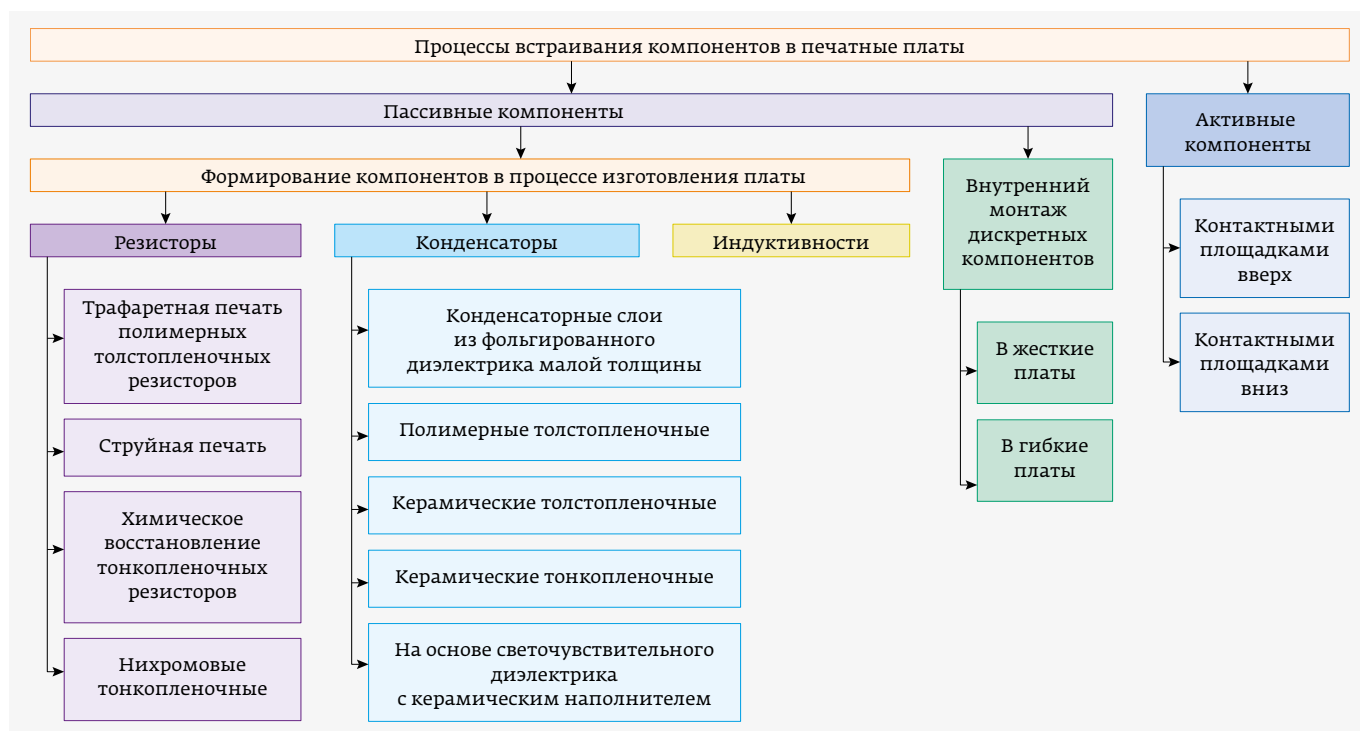 Процессы встраивания компонентов в печатные платы
Пассивные компоненты
Активные
компоненты
Формирование компонентов в процессе изготовления платы
Внутренний
монтаж
дискретных
компонентов
Резисторы
Конденсаторы
Индуктивности
Трафаретная печать
полимерных
толстопленочных
резисторов
Струйная печать
Химическое
восстановление
тонкопленочных
резисторов
Нихромовые
тонкопленочные
Конденсаторные слои
из фольгированного
диэлектрика малой толщины
Полимерные толстопленочные
Керамические толстопленочные
Керамические тонкопленочные
На основе светочувствительного
диэлектрика
с керамическим наполнителем
В жесткие
платы
В гибкие
платы
Контактными
площадками
вверх
Контактными
площадками
вниз